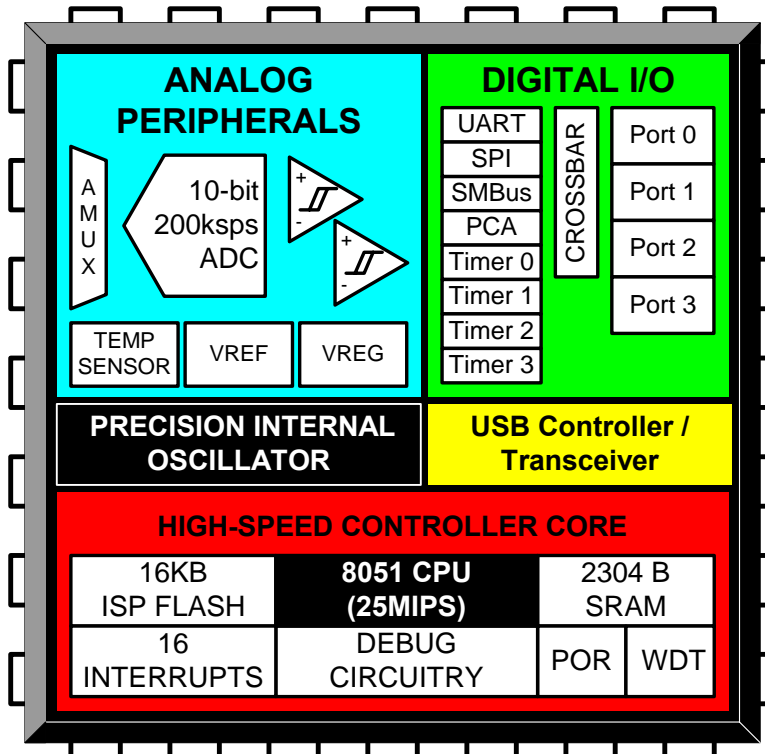 ANALOG
PERIPHERALS
A
M
U
X
10-bit
200ksps
ADC
+
-
+
-
TEMP
SENSOR
VREF
VREG
DIGITAL I/O
UART
SPI
SMBus
PCA
Timer 0
Timer 1
Timer 2
Timer 3
CROSSBAR
Port 0
Port 1
Port 2
Port 3
PRECISION INTERNAL
OSCILLATOR
USB Controller /
Transceiver
HIGH-SPEED CONTROLLER CORE
16KB
ISP FLASH
8051 CPU
(25MIPS)
2304 B
SRAM
16
INTERRUPTS
DEBUG
CIRCUITRY
POR
WDT